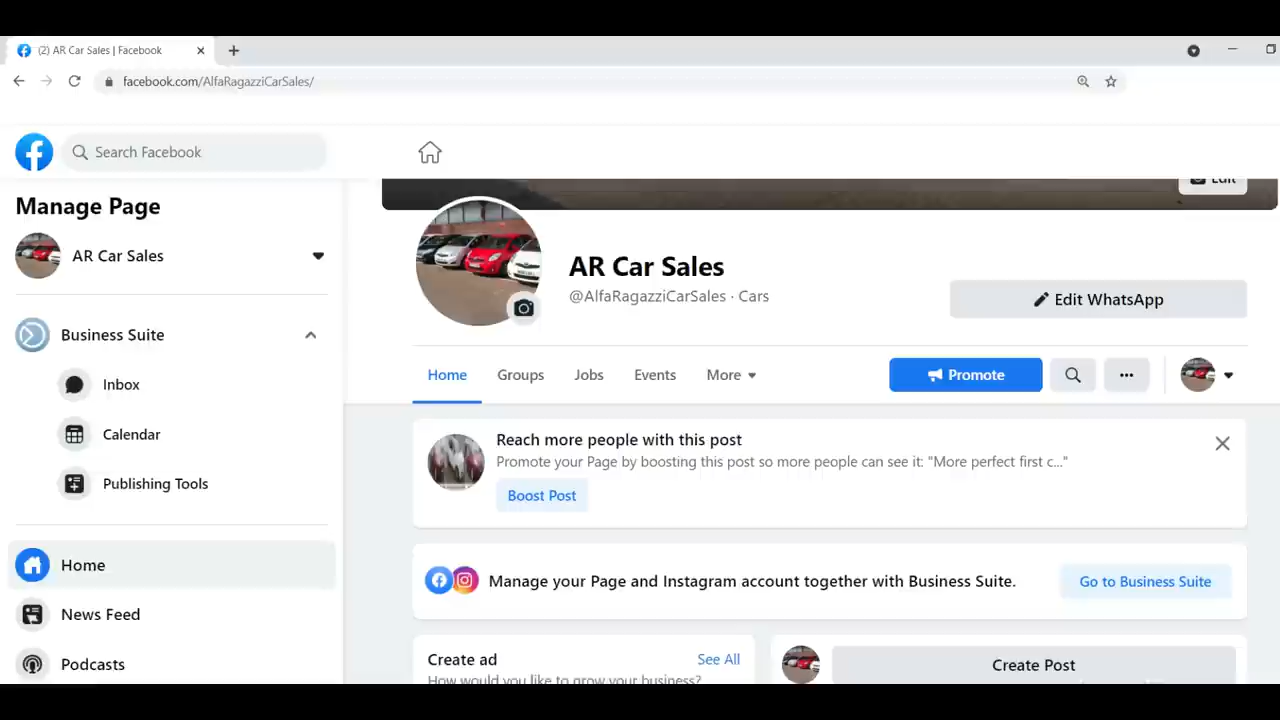 (2) AR Car Sales | Facebook
facebook.com/AlfaRagazziCarSales/
Search Facebook
Manage Page
AR Car Sales
Business Suite
Inbox
Calendar
Publishing Tools
Home
News Feed
Podcasts
Edit
AR Car Sales
@AlfaRagazziCarSales · Cars
Edit WhatsApp
Home Groups Jobs Events More
Promote
Reach more people with this post
Promote your Page by boosting this post so more people can see it: "More perfect first c..."
Boost Post
Manage your Page and Instagram account together with Business Suite.
Go to Business Suite
Create ad
See All
How would you like to grow your business?
Create Post